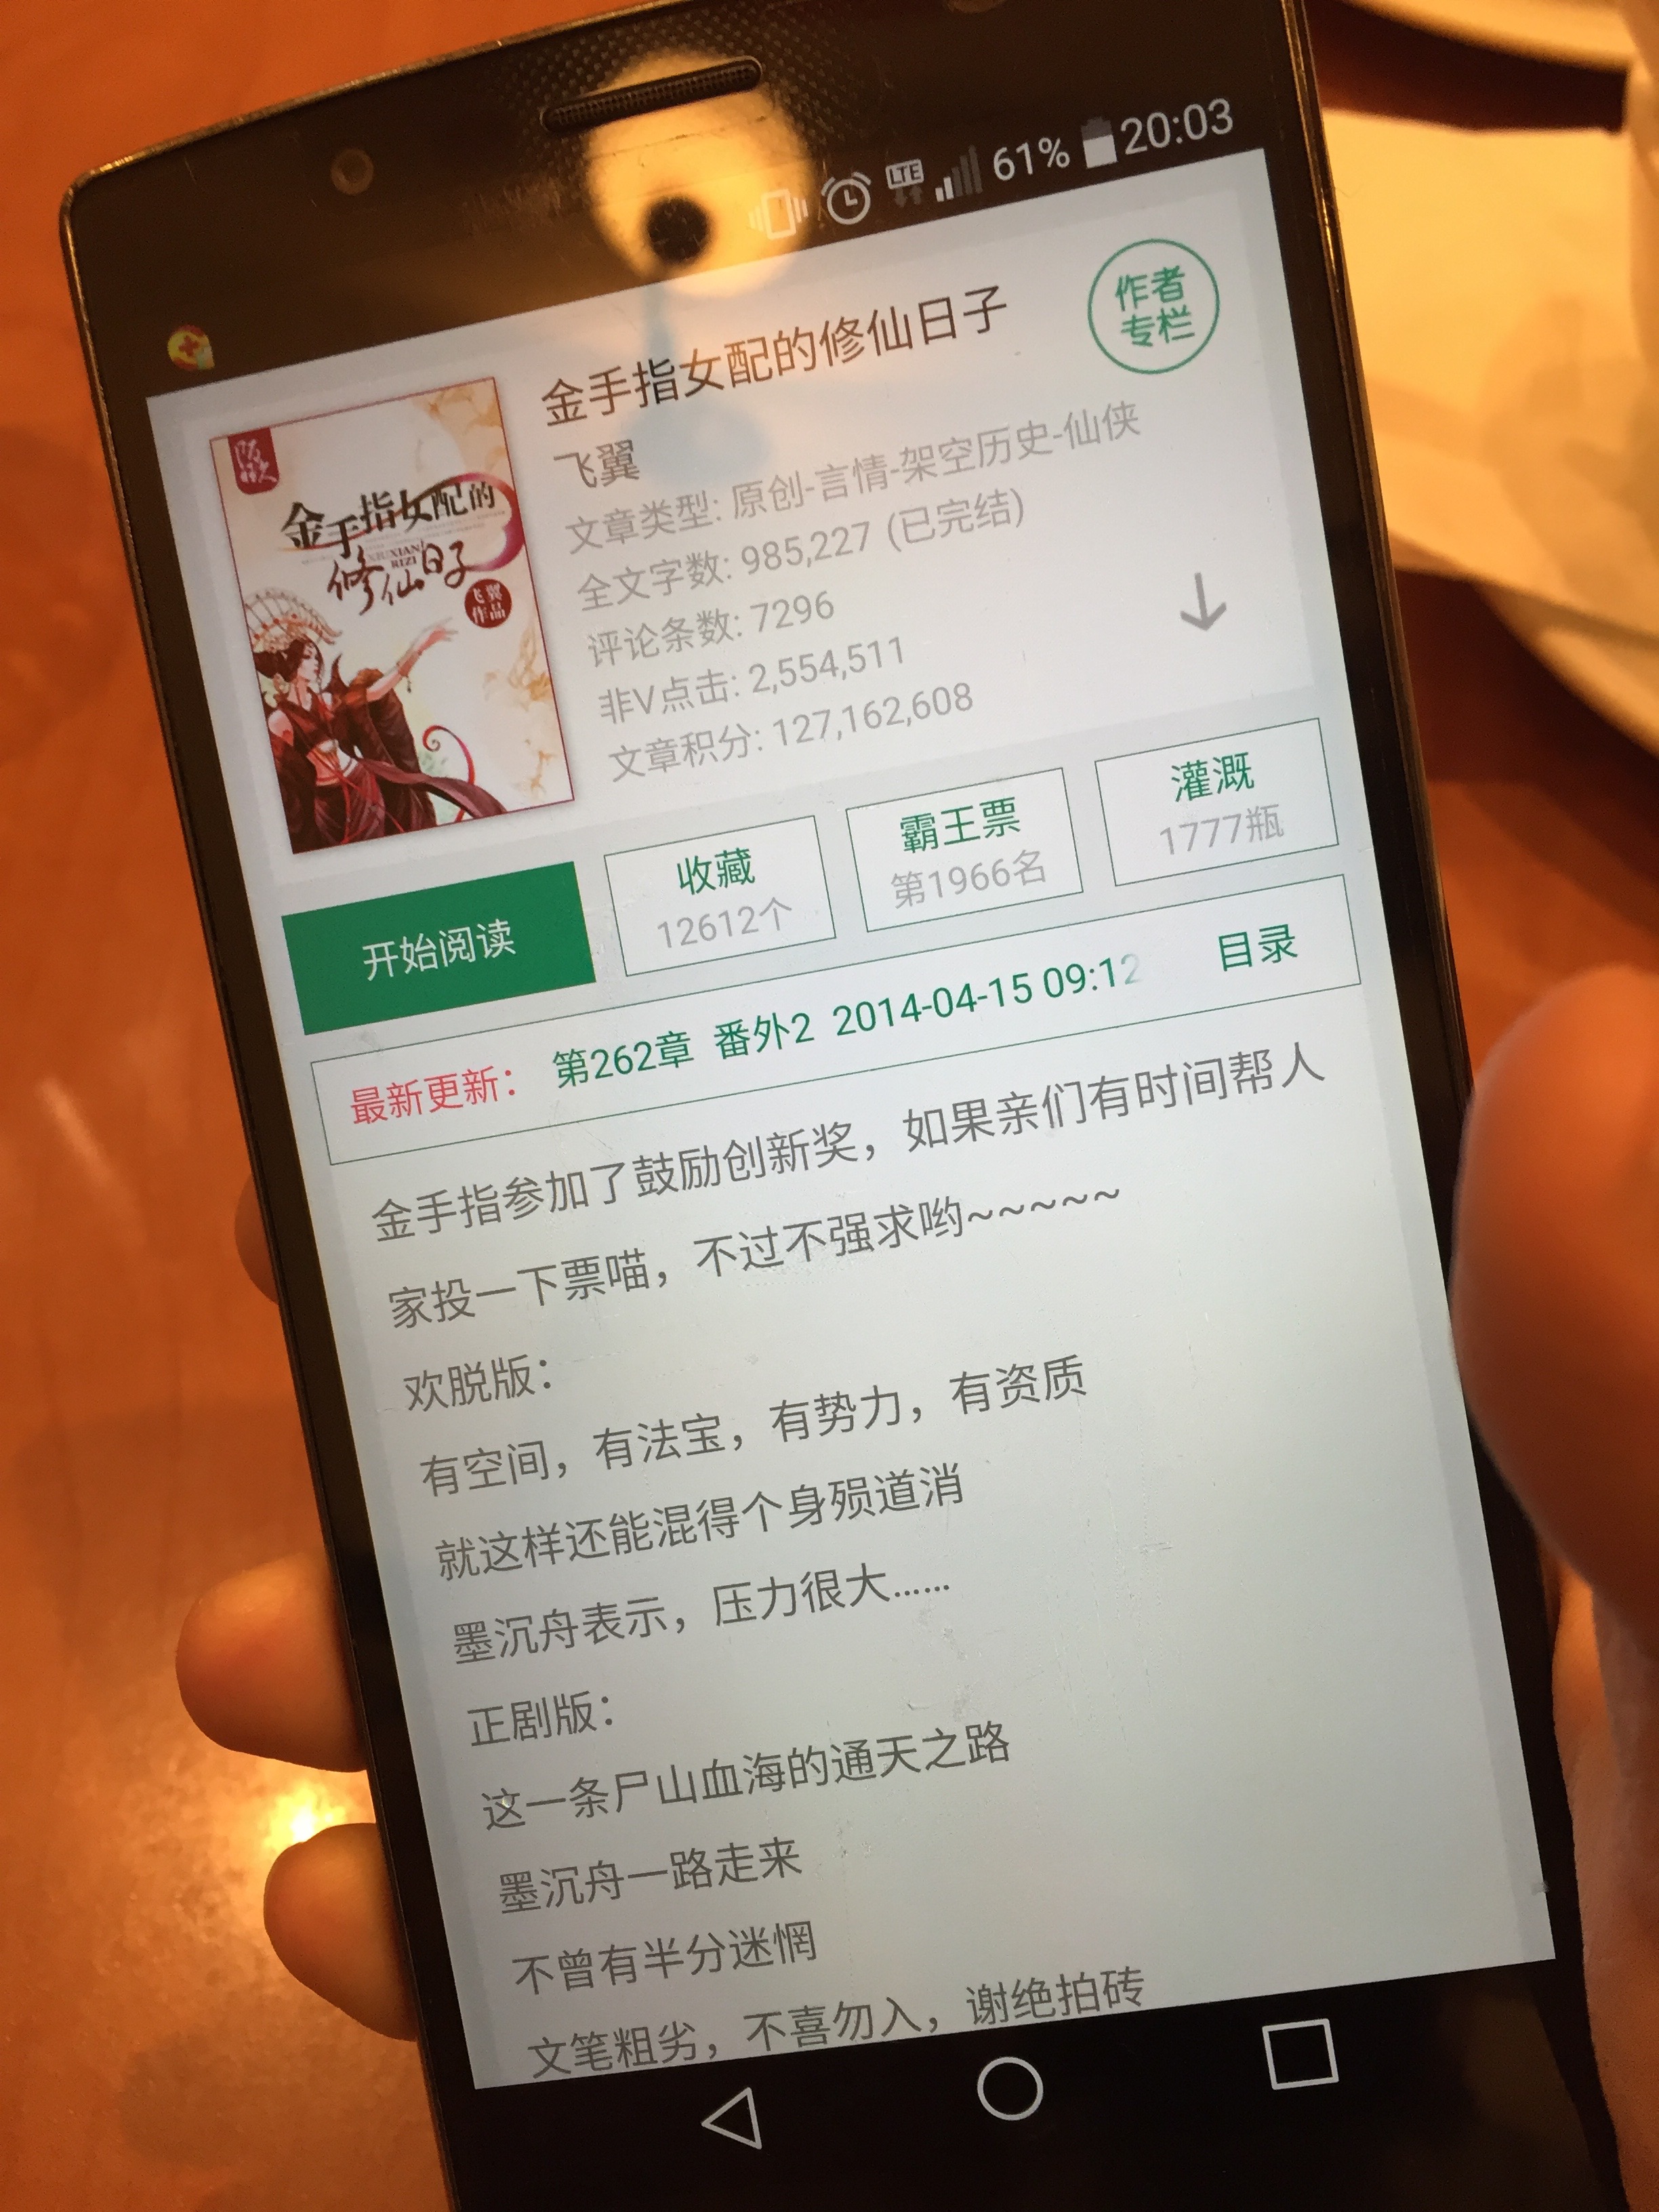 LTE 61% 20:03
金手指女配的修仙日子
作者
专栏
飞翼
文章类型: 原创-言情-架空历史-仙侠
全文字数: 985,227 (已完结)
评论条数: 7296
非V点击: 2,554,511
文章积分: 127,162,608
金手指女配的
XIUXIAN
RIZI
修仙日子
飞翼
作品
开始阅读
收藏
12612个
霸王票
第1966名
灌溉
1777瓶
最新更新： 第262章 番外2 2014-04-15 09:12
目录
金手指参加了鼓励创新奖，如果亲们有时间帮人
家投一下票喵，不过不强求哟~~~~~
欢脱版：
有空间，有法宝，有势力，有资质
就这样还能混得个身殒道消
墨沉舟表示，压力很大……
正剧版：
这一条尸山血海的通天之路
墨沉舟一路走来
不曾有半分迷惘
文笔粗劣，不喜勿入，谢绝拍砖